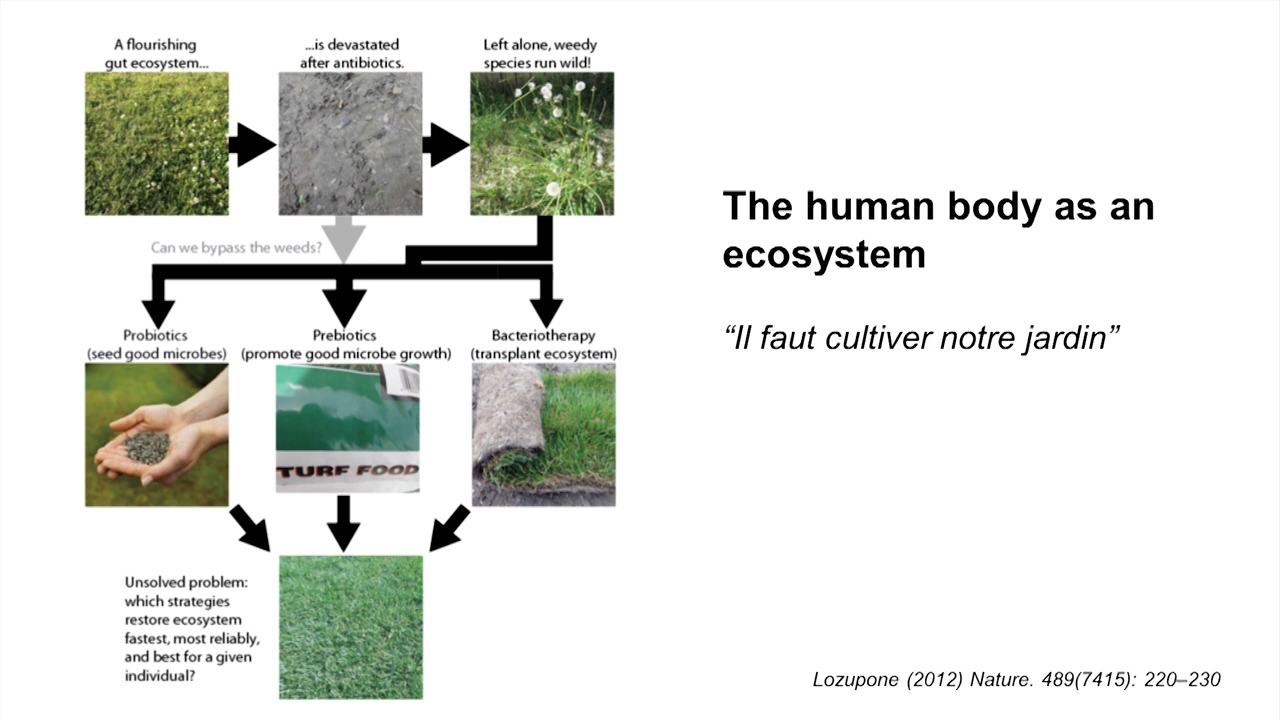 A flourishing
gut ecosystem...
...is devastated
after antibiotics.
Left alone, weedy
species run wild!
Can we bypass the weeds?
Probiotics
(seed good microbes)
Prebiotics
(promote good microbe growth)
Bacteriotherapy
(transplant ecosystem)
TURF FOOD
Unsolved problem:
which strategies
restore ecosystem
fastest, most reliably,
and best for a given
individual?
The human body as an
ecosystem
“Il faut cultiver notre jardin”
Lozupone (2012) Nature. 489(7415): 220–230